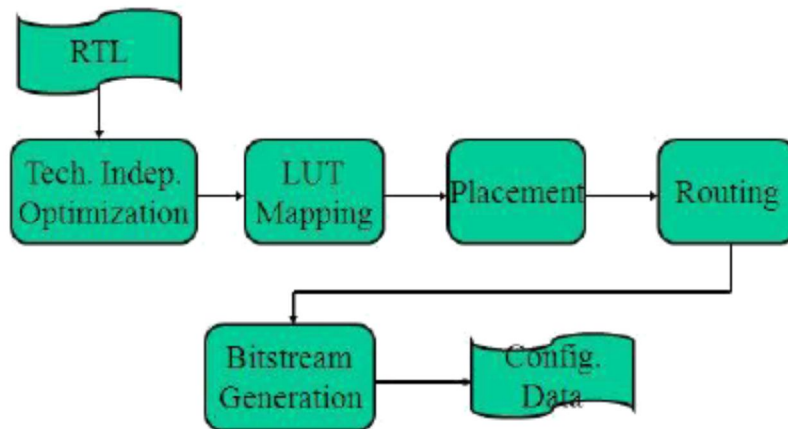 RTL
Tech. Indep.
Optimization
LUT
Mapping
Placement
Routing
Bitstream
Generation
Config.
Data